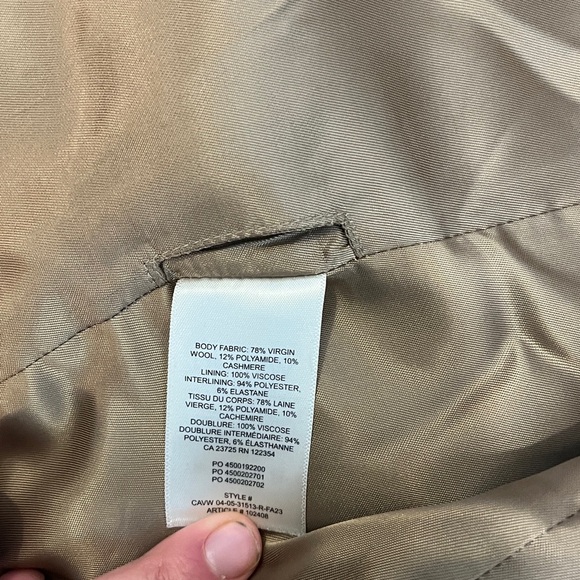 BODY FABRIC: 78% VIRGIN
WOOL, 12% POLYAMIDE, 10%
CASHMERE
LINING: 100% VISCOSE
INTERLINING: 94% POLYESTER,
6% ELASTANE
TISSU DU CORPS: 78% LAINE
VIERGE, 12% POLYAMIDE, 10%
CACHEMIRE
DOUBLURE: 100% VISCOSE
DOUBLURE INTERMÉDIAIRE: 94%
POLYESTER, 6% ÉLASTHANNE
CA 23725 RN 122354
PO 4500192200
PO 4500202701
PO 4500202702
STYLE #
CAVW 04-05-31513-R-FA23
ARTICLE # 102408